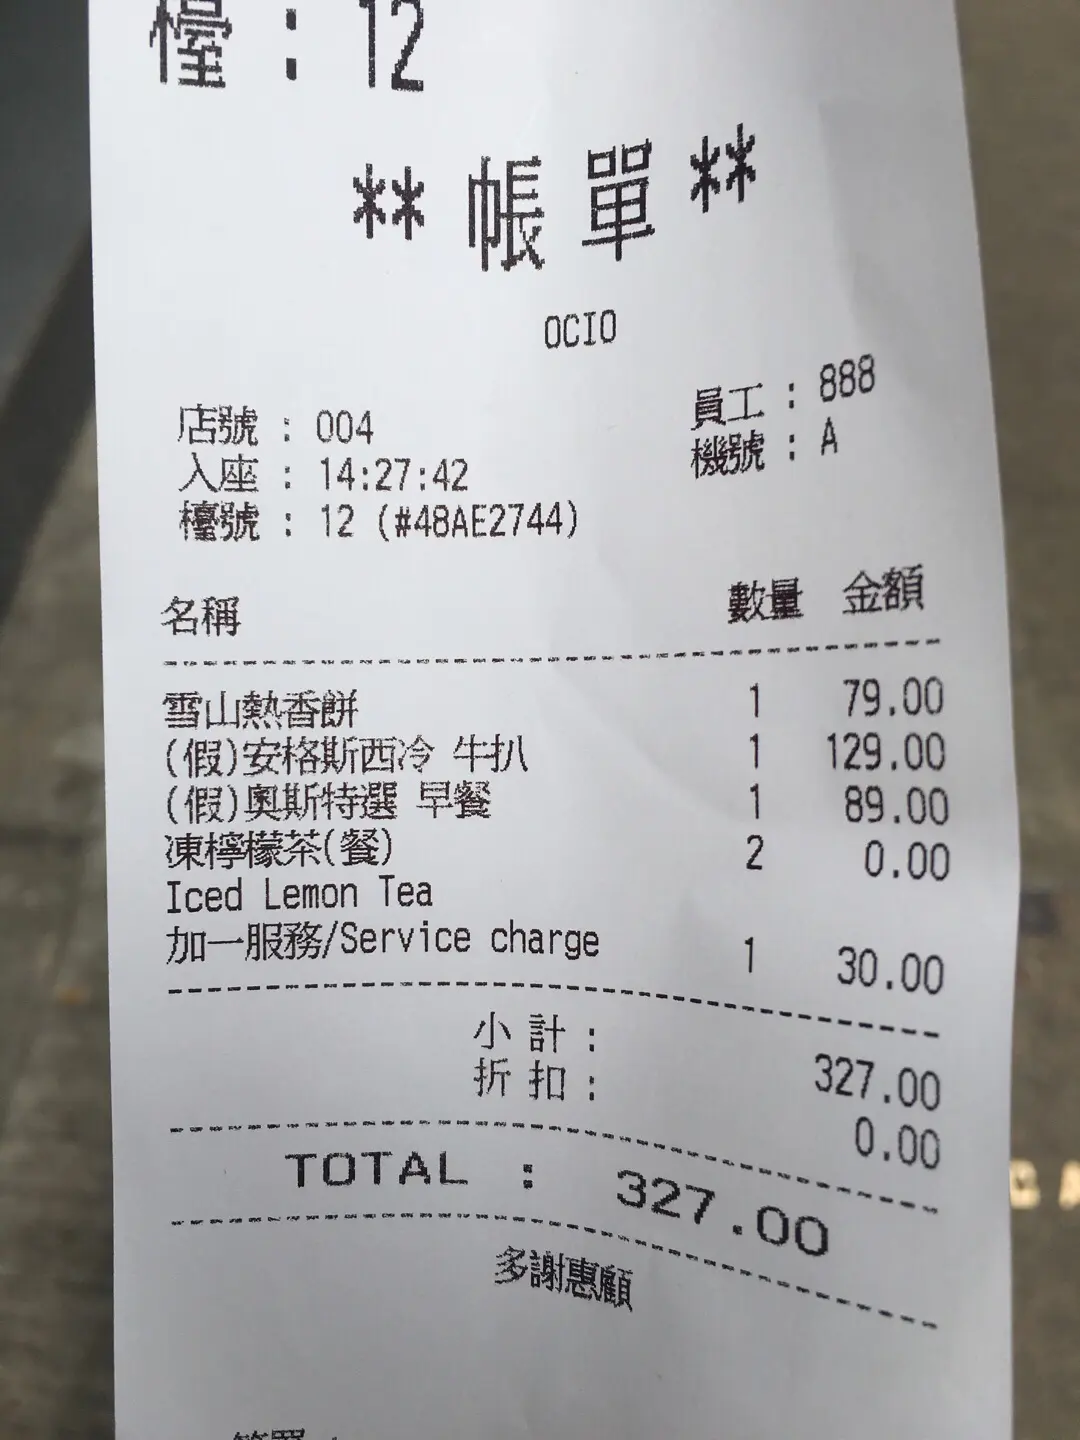 檯 : 12
** 帳 單 **
OCIO
店號 : 004 員工 : 888
入座 : 14:27:42 機號 : A
檯號 : 12 (#48AE2744)
名稱 數量 金額
雪山熱香餅 1 79.00
(假)安格斯西冷 牛扒 1 129.00
(假)奧斯特選 早餐 1 89.00
凍檸檬茶(餐) 2 0.00
Iced Lemon Tea
加一服務/Service charge 1 30.00
小 計 : 327.00
折 扣 : 0.00
TOTAL : 327.00
多謝惠顧